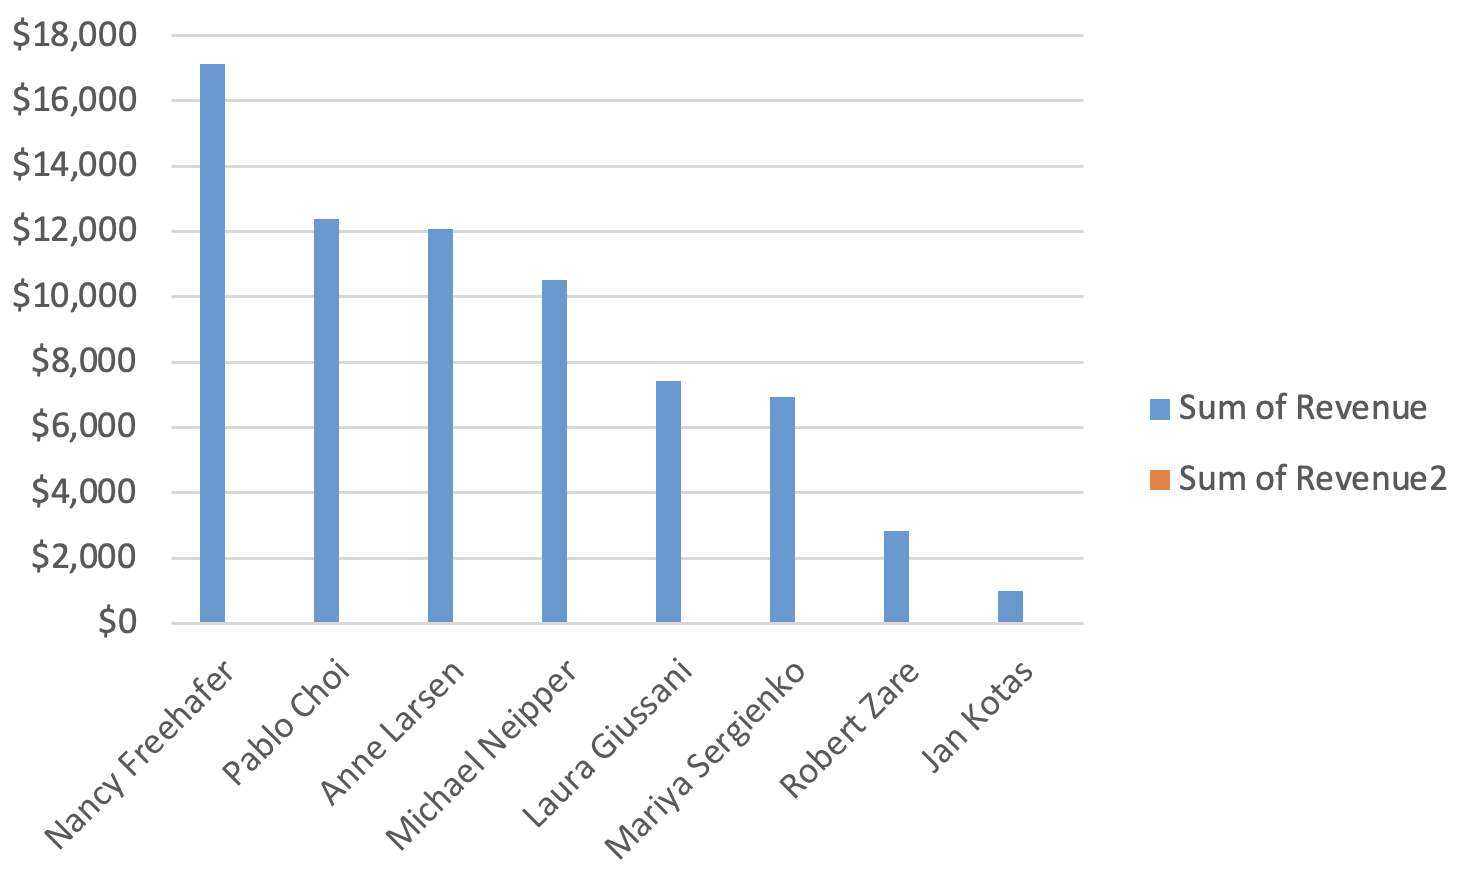 $18,000
$16,000
$14,000
$12,000
$10,000
$8,000
$6,000
$4,000
$2,000
$0
Nancy Freehafer
Pablo Choi
Anne Larsen
Michael Neipper
Laura Giussani
Mariya Sergienko
Robert Zare
Jan Kotas
Sum of Revenue
Sum of Revenue2